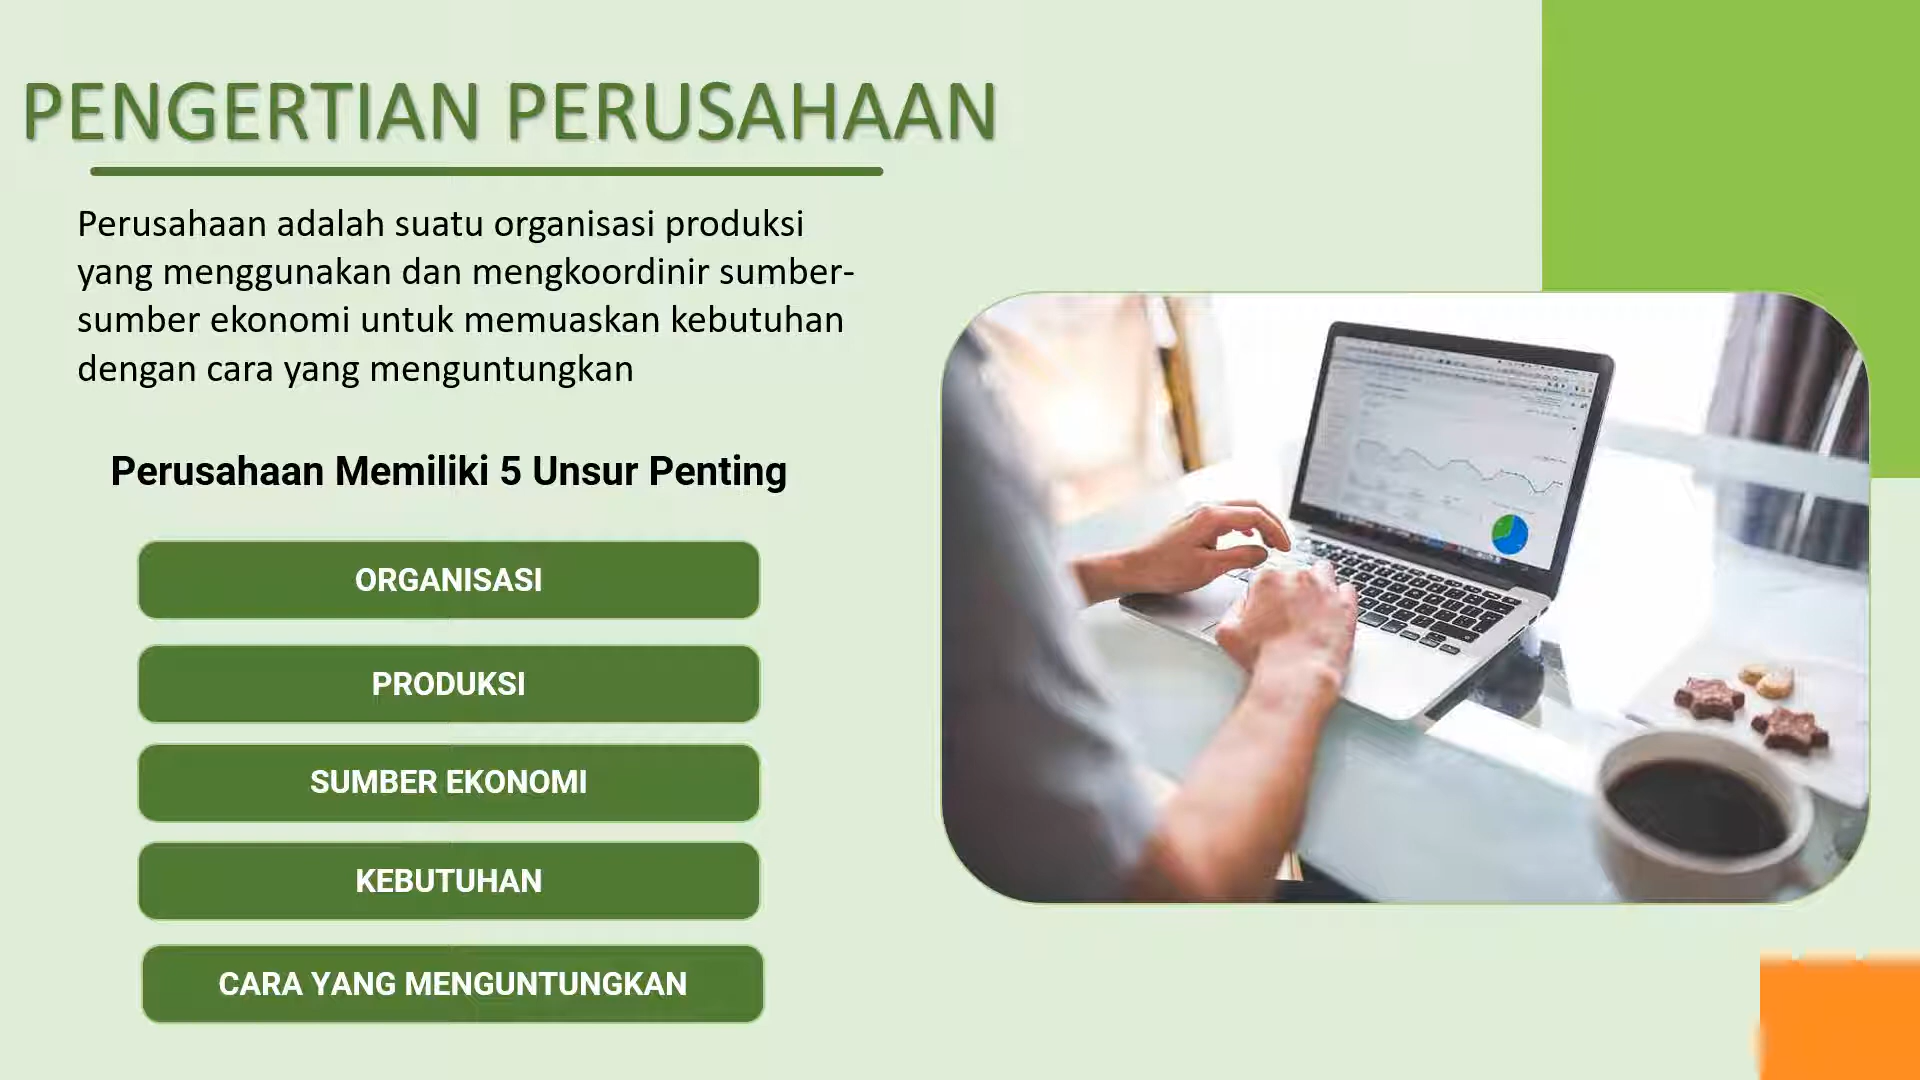 PENGERTIAN PERUSAHAAN
Perusahaan adalah suatu organisasi produksi
yang menggunakan dan mengkoordinir sumber-
sumber ekonomi untuk memuaskan kebutuhan
dengan cara yang menguntungkan
Perusahaan Memiliki 5 Unsur Penting
ORGANISASI
PRODUKSI
SUMBER EKONOMI
KEBUTUHAN
CARA YANG MENGUNTUNGKAN